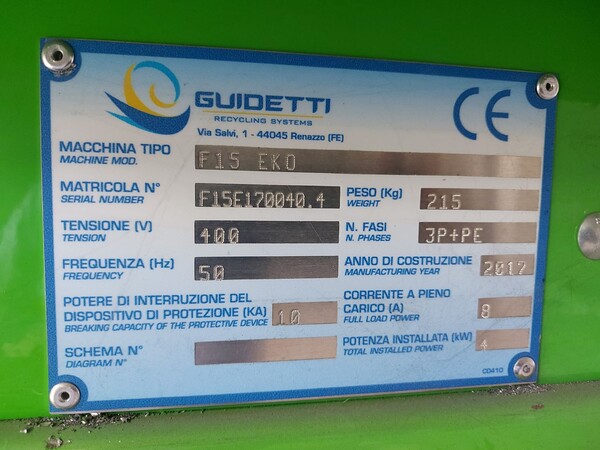 GUIDETTI
RECYCLING SYSTEMS
Via Salvi, 1 - 44045 Renazzo (FE)
CE
MACCHINA TIPO F15 EKO
MACHINE MOD.
MATRICOLA N° F15E170040.4 PESO (Kg) 215
SERIAL NUMBER WEIGHT
TENSIONE (V) 400 N. FASI 3P+PE
TENSION N. PHASES
FREQUENZA (Hz) 50 ANNO DI COSTRUZIONE 2017
FREQUENCY MANUFACTURING YEAR
POTERE DI INTERRUZIONE DEL CORRENTE A PIENO
DISPOSITIVO DI PROTEZIONE (KA) 10 CARICO (A) 8
BREAKING CAPACITY OF THE PROTECTIVE DEVICE FULL LOAD POWER
SCHEMA N° POTENZA INSTALLATA (kW) 4
DIAGRAM N° TOTAL INSTALLED POWER
C0410